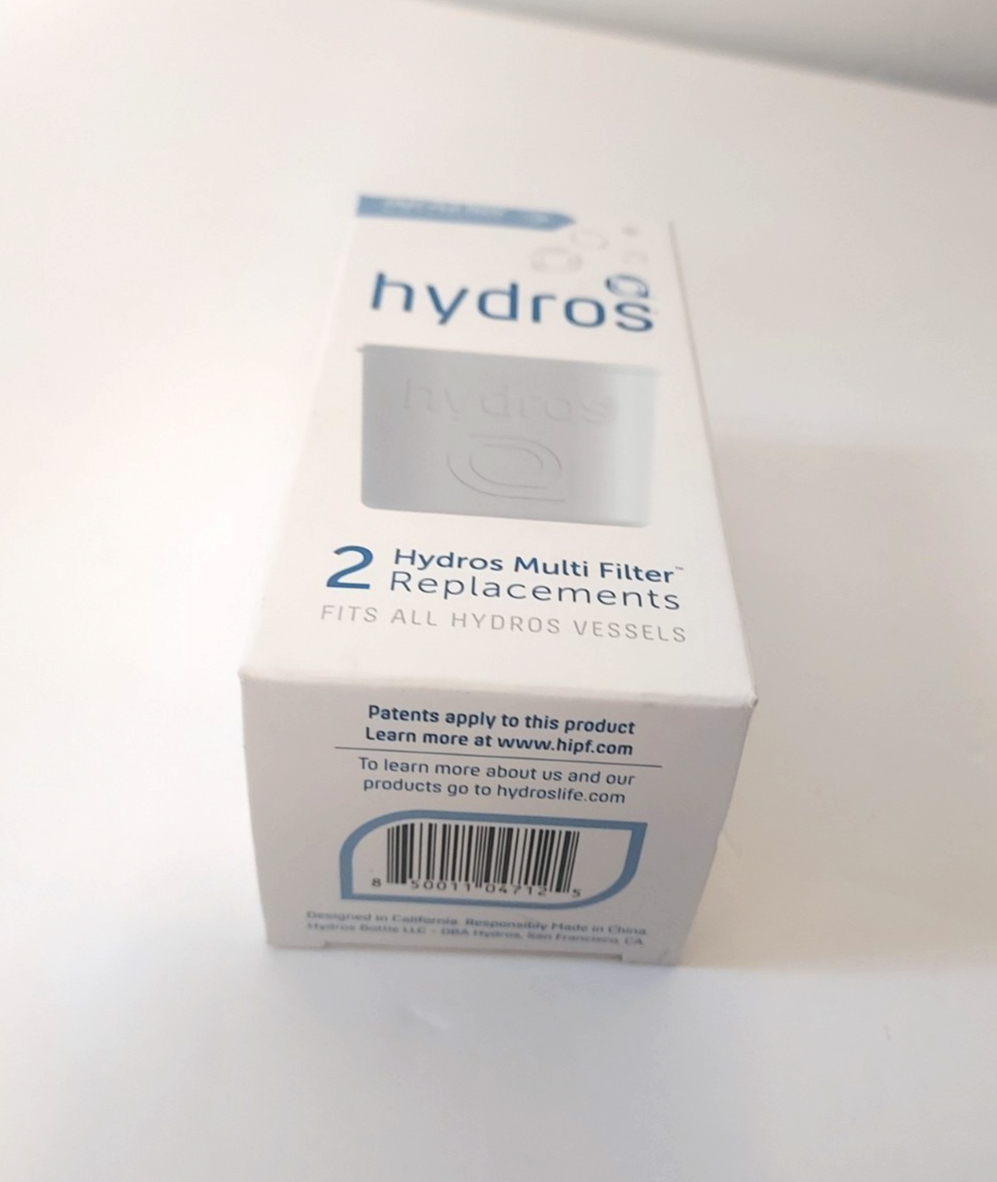 hydros
hydros
2 Hydros Multi Filter™
Replacements
FITS ALL HYDROS VESSELS
Patents apply to this product
Learn more at www.hipf.com
To learn more about us and our
products go to hydroslife.com
8 50011 04712 5
Designed in California. Responsibly Made in China.
Hydros Bottle LLC - DBA Hydros, San Francisco, CA.